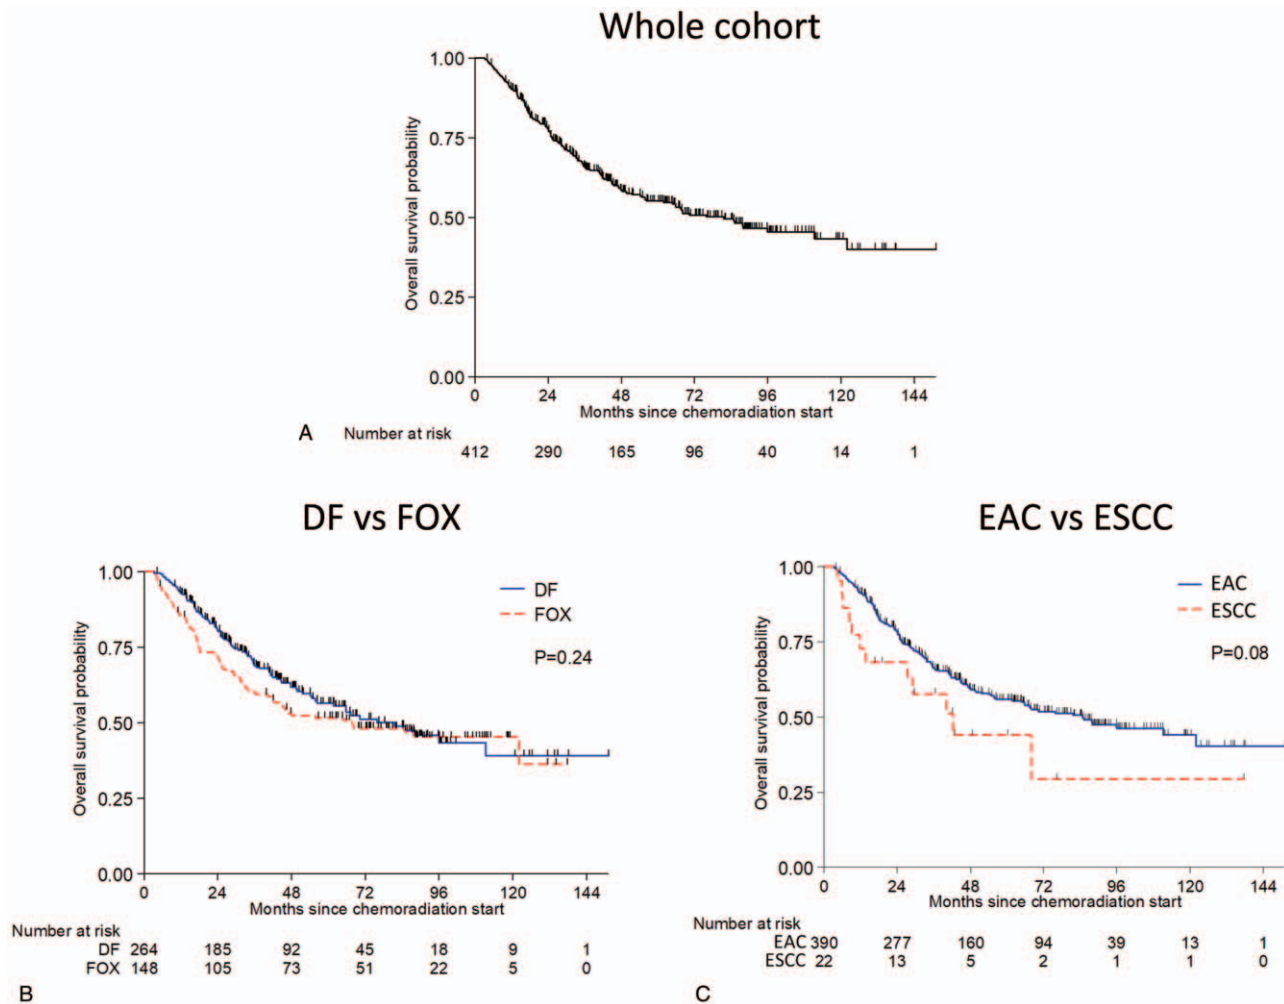 Whole cohort
1.00
0.75
0.50
0.25
0.00
Overall survival probability
0 24 48 72 96 120 144
Months since chemoradiation start
A
Number at risk
412 290 165 96 40 14 1
DF vs FOX
1.00
0.75
0.50
0.25
0.00
Overall survival probability
DF
FOX
P=0.24
0 24 48 72 96 120 144
Months since chemoradiation start
Number at risk
DF 264 185 92 45 18 9 1
FOX 148 105 73 51 22 5 0
B
EAC vs ESCC
1.00
0.75
0.50
0.25
0.00
Overall survival probability
EAC
ESCC
P=0.08
0 24 48 72 96 120 144
Months since chemoradiation start
Number at risk
EAC 390 277 160 94 39 13 1
ESCC 22 13 5 2 1 1 0
C